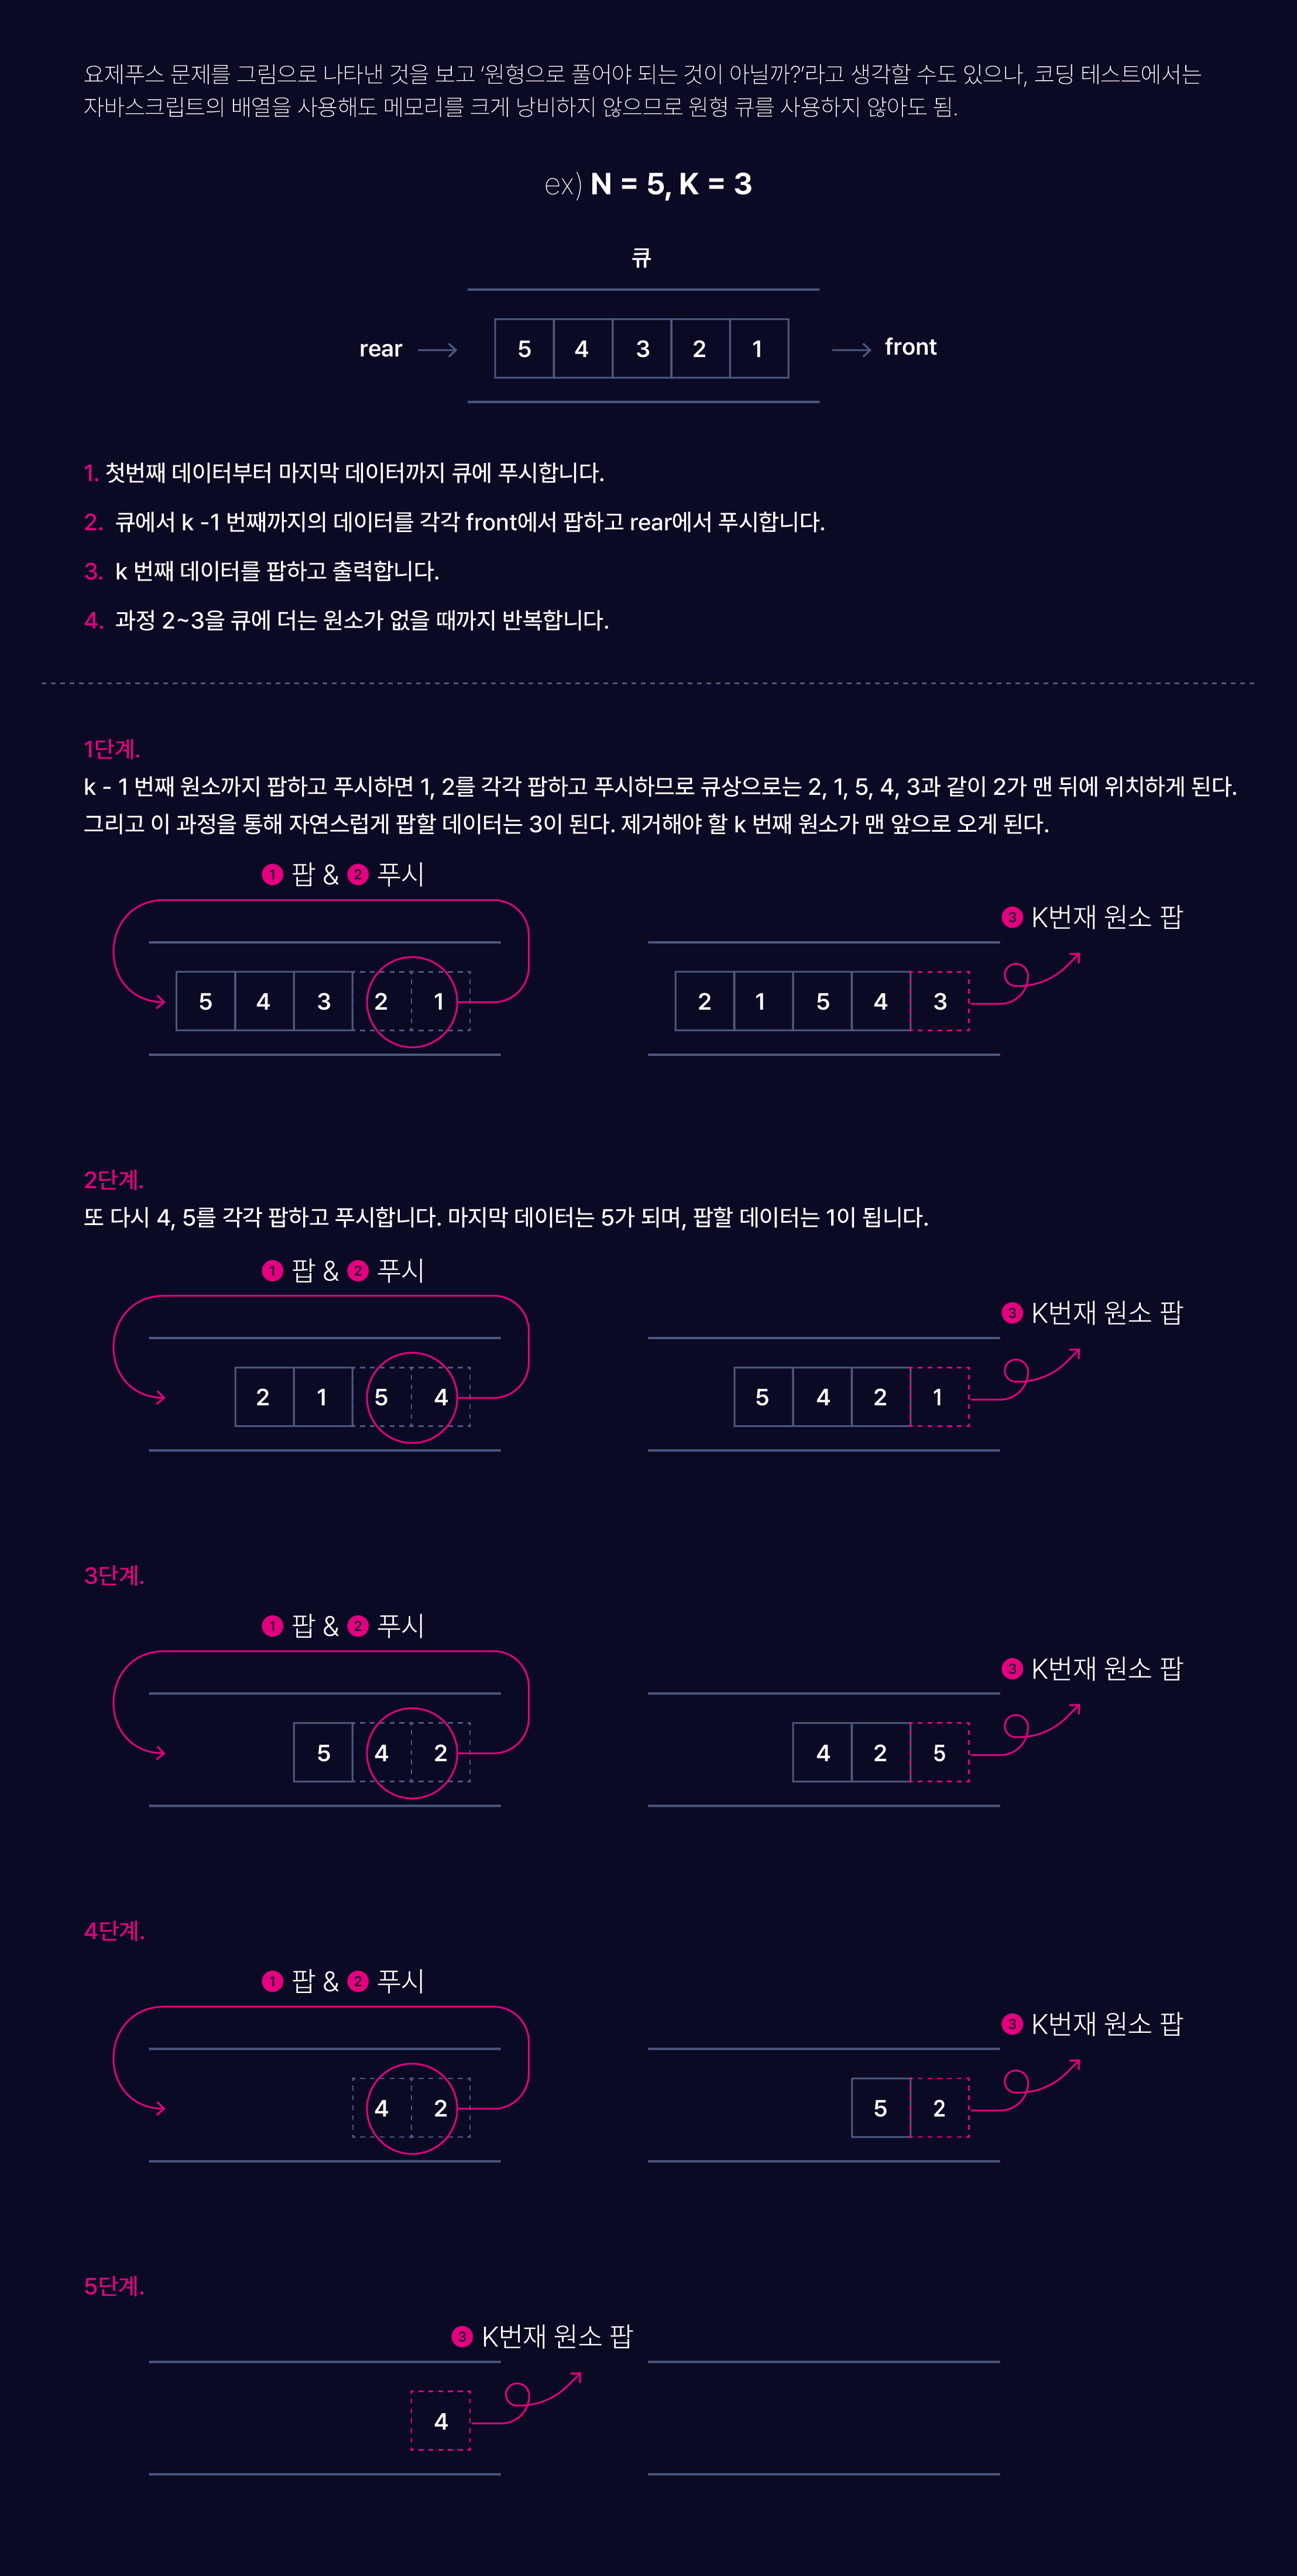 요제푸스 문제를 그림으로 나타낸 것을 보고 ‘원형으로 풀어야 되는 것이 아닐까?’라고 생각할 수도 있으나, 코딩 테스트에서는
자바스크립트의 배열을 사용해도 메모리를 크게 낭비하지 않으므로 원형 큐를 사용하지 않아도 됨.
ex) N = 5, K = 3
큐
rear 5 4 3 2 1 front
1. 첫번째 데이터부터 마지막 데이터까지 큐에 푸시합니다.
2. 큐에서 k -1 번째까지의 데이터를 각각 front에서 팝하고 rear에서 푸시합니다.
3. k 번째 데이터를 팝하고 출력합니다.
4. 과정 2~3을 큐에 더는 원소가 없을 때까지 반복합니다.
1단계.
k - 1 번째 원소까지 팝하고 푸시하면 1, 2를 각각 팝하고 푸시하므로 큐상으로는 2, 1, 5, 4, 3과 같이 2가 맨 뒤에 위치하게 된다.
그리고 이 과정을 통해 자연스럽게 팝할 데이터는 3이 된다. 제거해야 할 k 번째 원소가 맨 앞으로 오게 된다.
1 팝 & 2 푸시
3 K번재 원소 팝
5 4 3 2 1
2 1 5 4 3
2단계.
또 다시 4, 5를 각각 팝하고 푸시합니다. 마지막 데이터는 5가 되며, 팝할 데이터는 1이 됩니다.
1 팝 & 2 푸시
3 K번재 원소 팝
2 1 5 4
5 4 2 1
3단계.
1 팝 & 2 푸시
3 K번재 원소 팝
5 4 2
4 2 5
4단계.
1 팝 & 2 푸시
3 K번재 원소 팝
4 2
5 2
5단계.
3 K번재 원소 팝
4